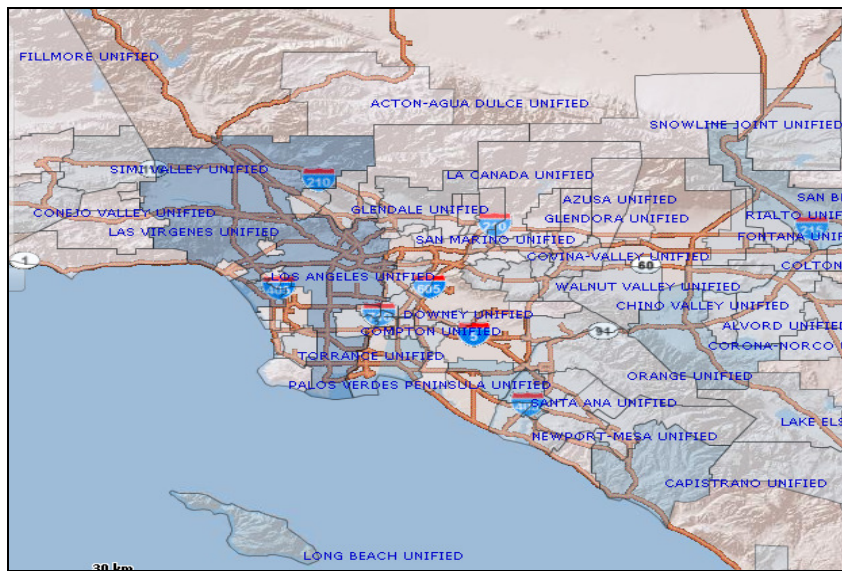 FILLMORE UNIFIED
ACTON-AGUA DULCE UNIFIED
SNOWLINE JOINT UNIFIED
SIMI VALLEY UNIFIED
210
LA CANADA UNIFIED
SAN BE
CONEJO VALLEY UNIFIED
GLENDALE UNIFIED
AZUSA UNIFIED
RIALTO UNIF
GLENDORA UNIFIED
LAS VIRGENES UNIFIED
215
SAN MARINO UNIFIED
FONTANA UNIF
COVINA-VALLEY UNIFIED
1
60
COLTON
LOS ANGELES UNIFIED
605
WALNUT VALLEY UNIFIED
CHINO VALLEY UNIFIED
DOWNEY UNIFIED
COMPTON UNIFIED
5
91
ALVORD UNIFIED
CORONA-NORCO U
TORRANCE UNIFIED
ORANGE UNIFIED
PALOS VERDES PENINSULA UNIFIED
SANTA ANA UNIFIED
LAKE ELS
NEWPORT-MESA UNIFIED
CAPISTRANO UNIFIED
LONG BEACH UNIFIED
30 km